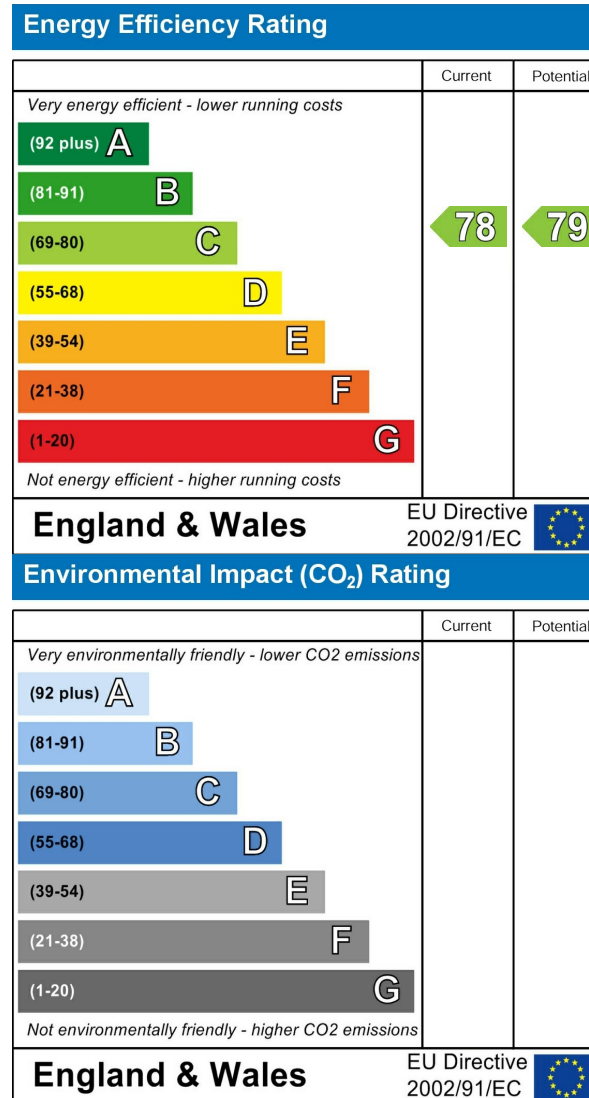 Energy Efficiency Rating
Current Potential
Very energy efficient - lower running costs
(92 plus) A
(81-91) B
(69-80) C
78 79
(55-68) D
(39-54) E
(21-38) F
(1-20) G
Not energy efficient - higher running costs
England & Wales
EU Directive
2002/91/EC
Environmental Impact (CO₂) Rating
Current Potential
Very environmentally friendly - lower CO2 emissions
(92 plus) A
(81-91) B
(69-80) C
(55-68) D
(39-54) E
(21-38) F
(1-20) G
Not environmentally friendly - higher CO2 emissions
England & Wales
EU Directive
2002/91/EC